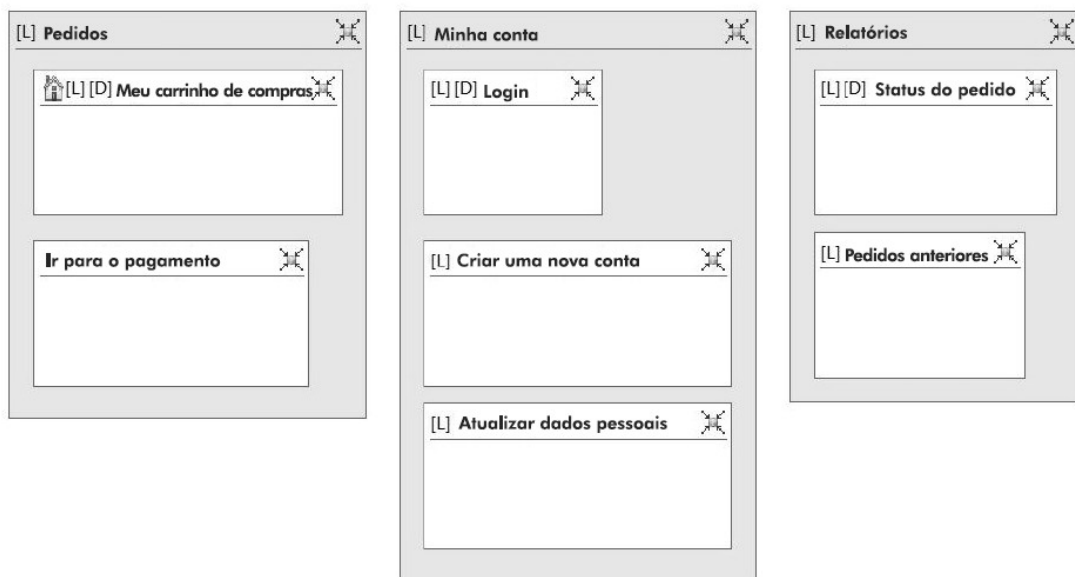 [L] Pedidos
[L][D] Meu carrinho de compras
Ir para o pagamento
[L] Minha conta
[L][D] Login
[L] Criar uma nova conta
[L] Atualizar dados pessoais
[L] Relatórios
[L][D] Status do pedido
[L] Pedidos anteriores